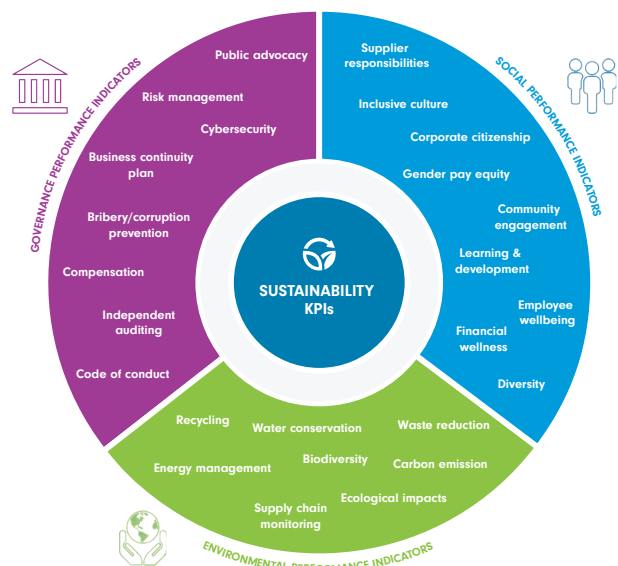 GOVERNANCE PERFORMANCE INDICATORS
Public advocacy
Risk management
Cybersecurity
Business continuity
plan
Bribery/corruption
prevention
Compensation
Independent
auditing
Code of conduct
SOCIAL PERFORMANCE INDICATORS
Supplier
responsibilities
Inclusive culture
Corporate citizenship
Gender pay equity
Community
engagement
Learning &
development
Employee
wellbeing
Financial
wellness
Diversity
SUSTAINABILITY
KPIs
Recycling
Water conservation
Waste reduction
Energy management
Biodiversity
Carbon emission
Supply chain
monitoring
Ecological impacts
ENVIRONMENTAL PERFORMANCE INDICATORS